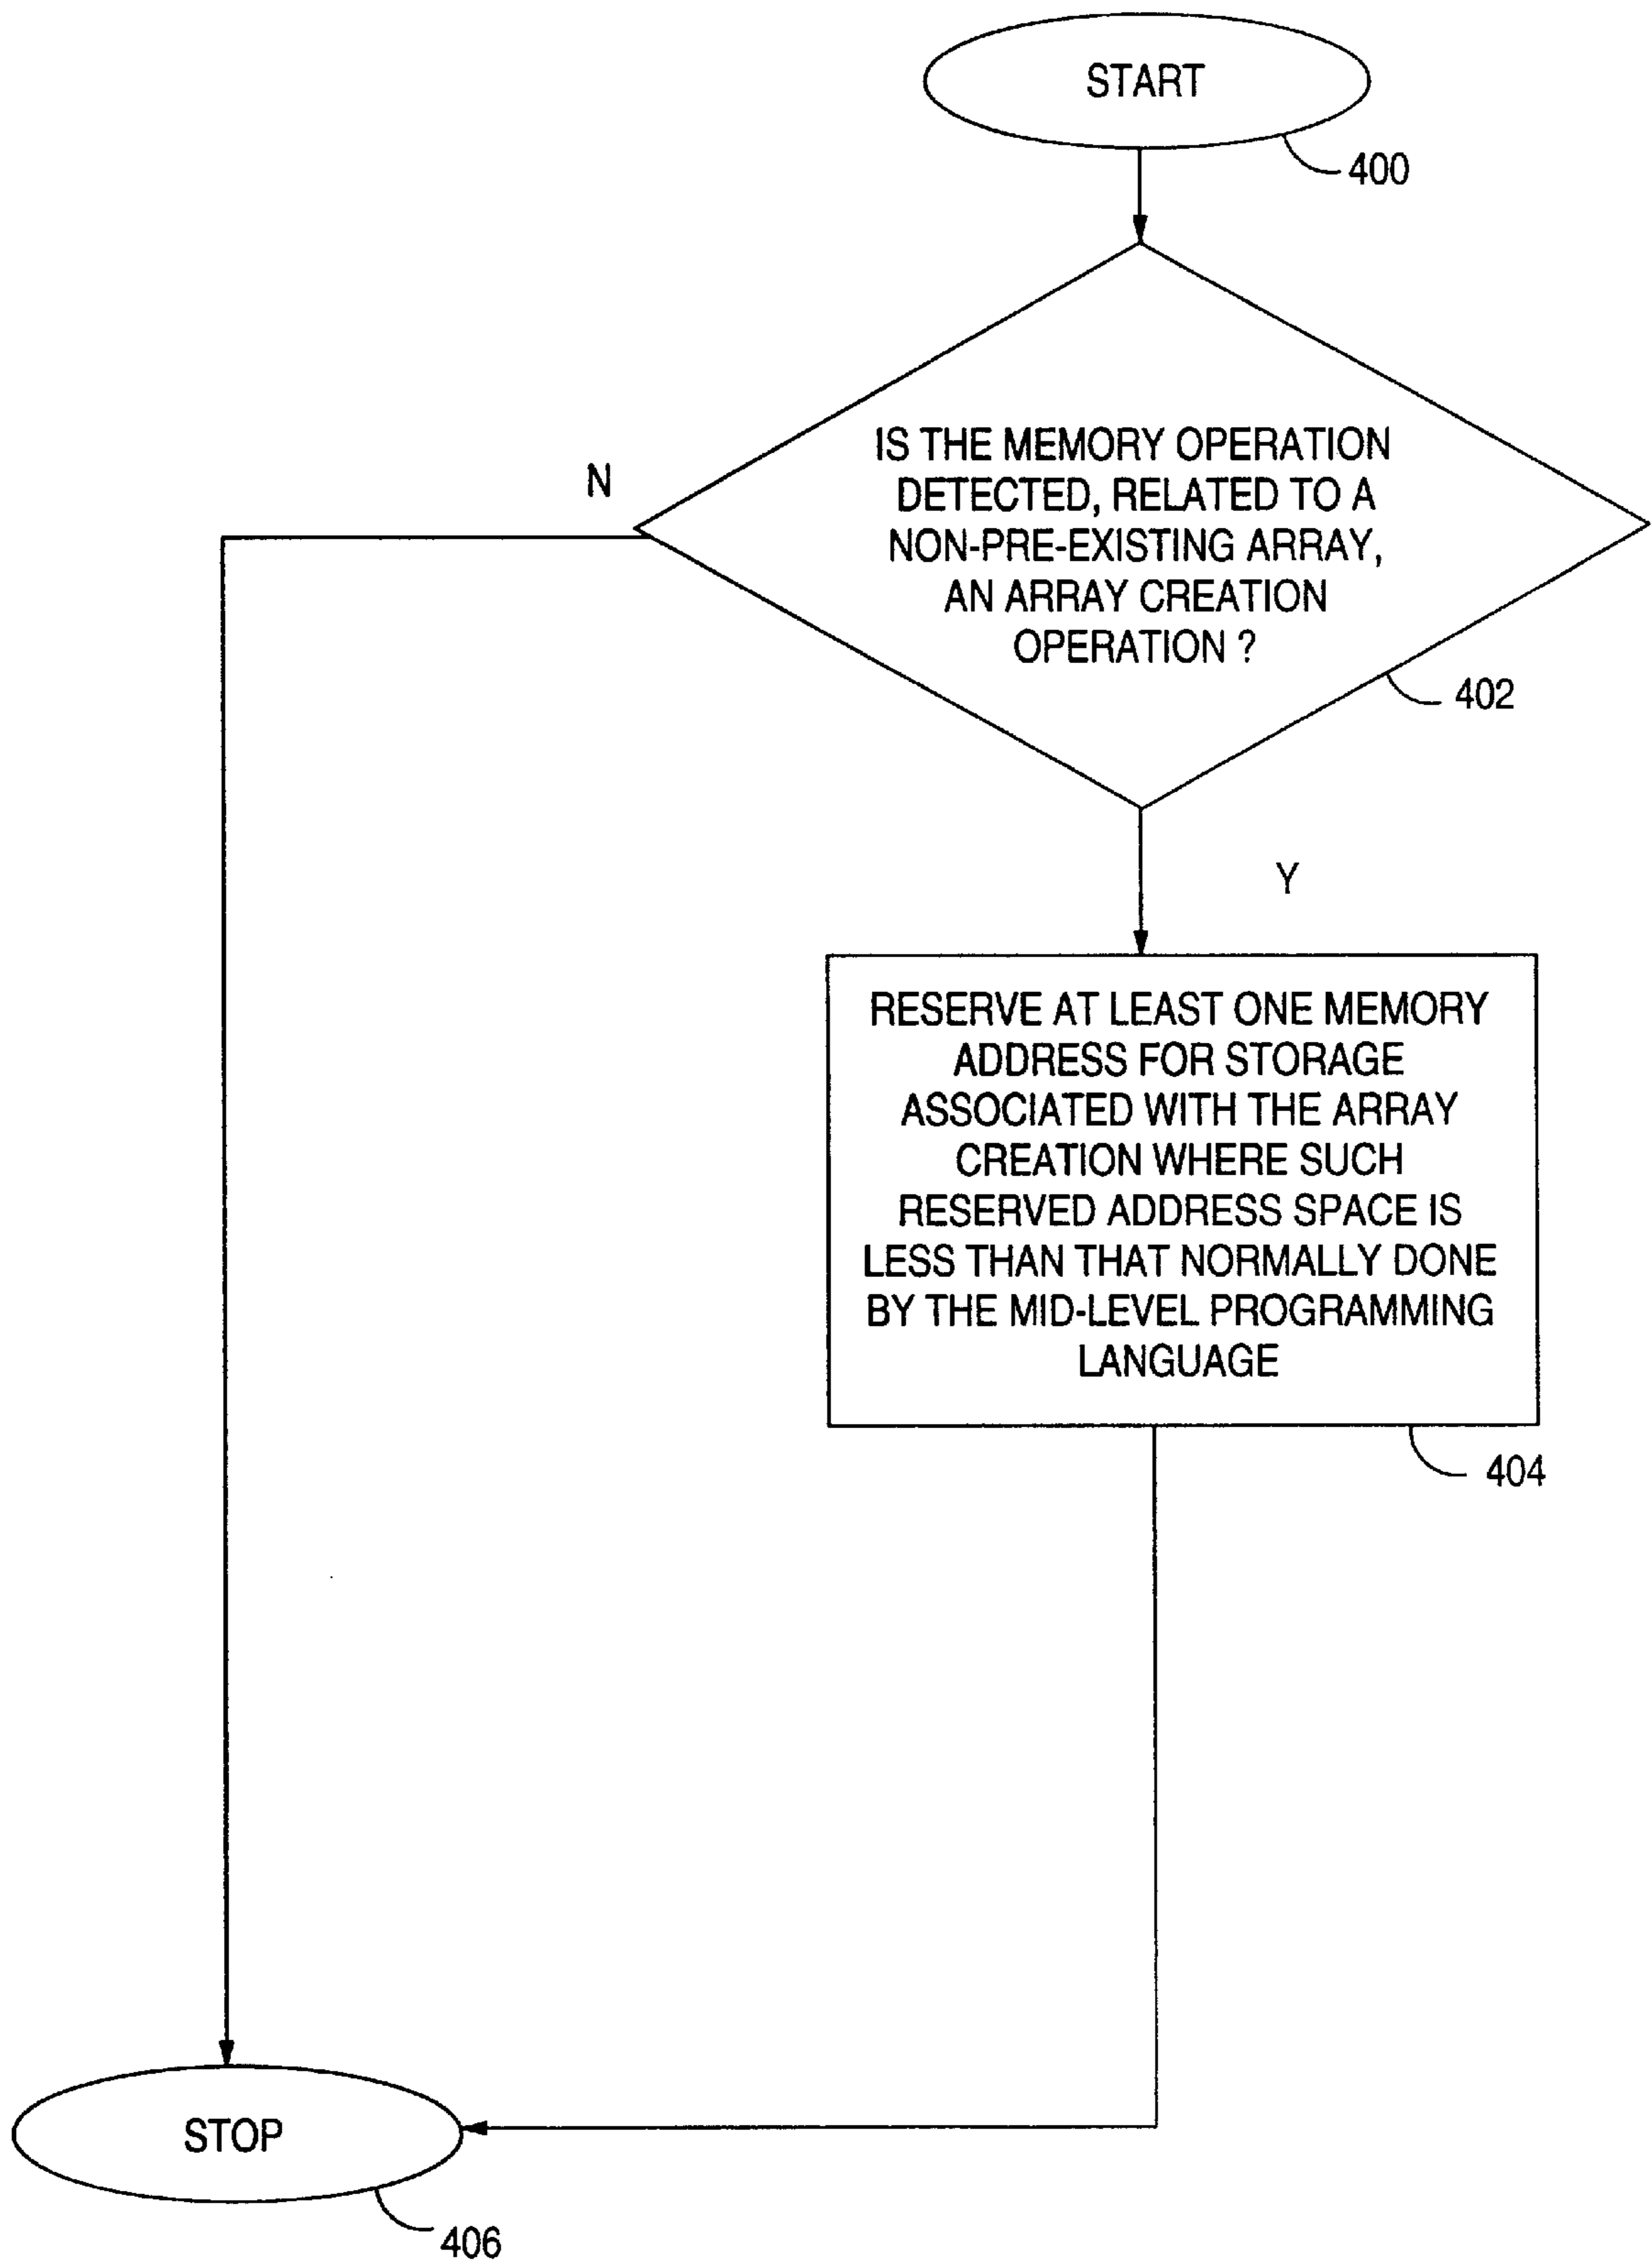 START
400
IS THE MEMORY OPERATION
DETECTED, RELATED TO A
NON-PRE-EXISTING ARRAY,
AN ARRAY CREATION
OPERATION ?
N
402
Y
RESERVE AT LEAST ONE MEMORY
ADDRESS FOR STORAGE
ASSOCIATED WITH THE ARRAY
CREATION WHERE SUCH
RESERVED ADDRESS SPACE IS
LESS THAN THAT NORMALLY DONE
BY THE MID-LEVEL PROGRAMMING
LANGUAGE
404
STOP
406